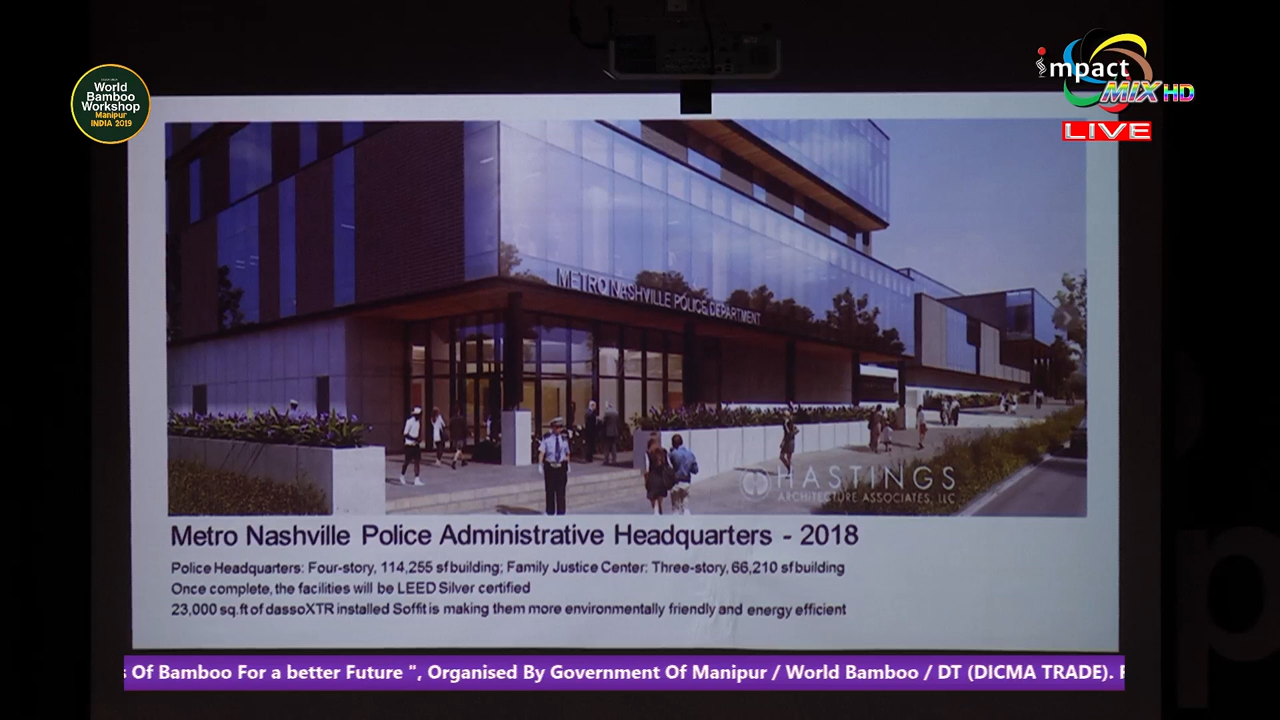 World
Bamboo
Workshop
Manipur
INDIA 2019
impact
MIX HD
LIVE
METRO NASHVILLE POLICE DEPARTMENT
HASTINGS
ARCHITECTURE ASSOCIATES, LLC
Metro Nashville Police Administrative Headquarters - 2018
Police Headquarters: Four-story, 114,255 sf building; Family Justice Center: Three-story, 66,210 sf building
Once complete, the facilities will be LEED Silver certified
23,000 sq.ft of dassoXTR installed Soffit is making them more environmentally friendly and energy efficient
Of Bamboo For a better Future ", Organised By Government Of Manipur / World Bamboo / DT (DICMA TRADE).